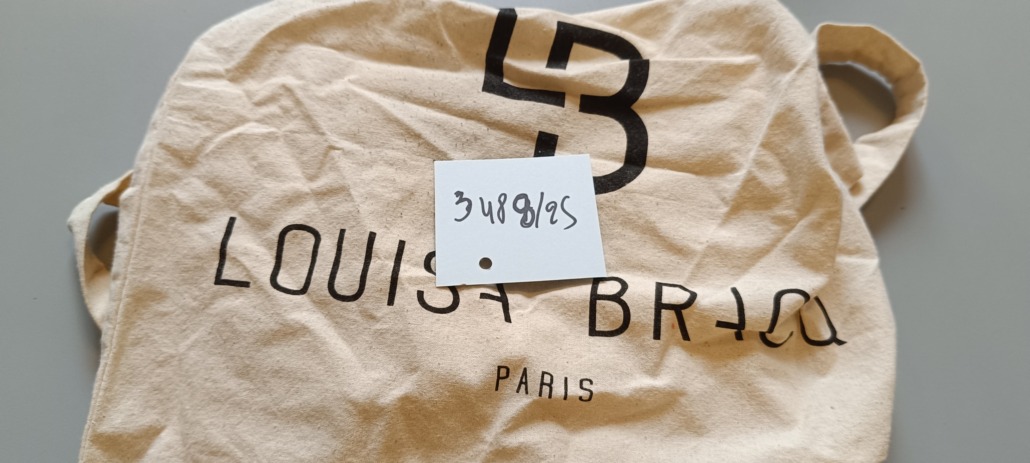 LB
3488/25
LOUISA BRACQ
PARIS